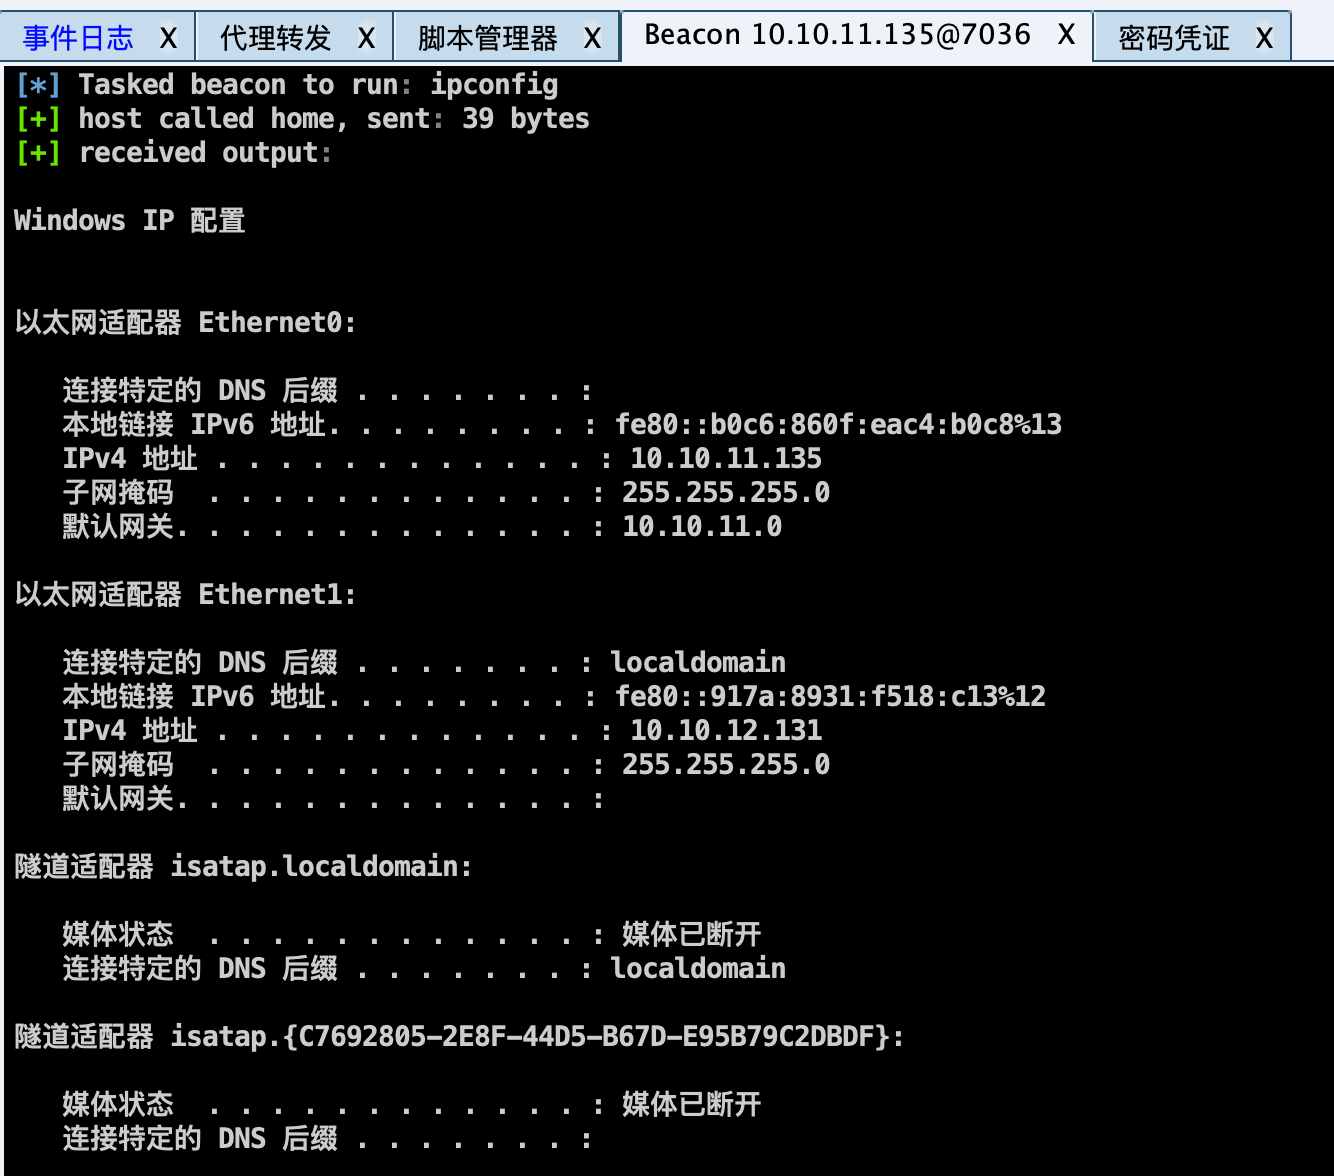 事件日志 X 代理转发 X 脚本管理器 X Beacon 10.10.11.135@7036 X 密码凭证 X
[*] Tasked beacon to run: ipconfig
[+] host called home, sent: 39 bytes
[+] received output:
Windows IP 配置
以太网适配器 Ethernet0:
连接特定的 DNS 后缀 . . . . . . . :
本地链接 IPv6 地址. . . . . . . . : fe80::b0c6:860f:eac4:b0c8%13
IPv4 地址 . . . . . . . . . . . . : 10.10.11.135
子网掩码  . . . . . . . . . . . . : 255.255.255.0
默认网关. . . . . . . . . . . . . : 10.10.11.0
以太网适配器 Ethernet1:
连接特定的 DNS 后缀 . . . . . . . : localdomain
本地链接 IPv6 地址. . . . . . . . : fe80::917a:8931:f518:c13%12
IPv4 地址 . . . . . . . . . . . . : 10.10.12.131
子网掩码  . . . . . . . . . . . . : 255.255.255.0
默认网关. . . . . . . . . . . . . :
隧道适配器 isatap.localdomain:
媒体状态  . . . . . . . . . . . . : 媒体已断开
连接特定的 DNS 后缀 . . . . . . . : localdomain
隧道适配器 isatap.{C7692805-2E8F-44D5-B67D-E95B79C2DBDF}:
媒体状态  . . . . . . . . . . . . : 媒体已断开
连接特定的 DNS 后缀 . . . . . . . :